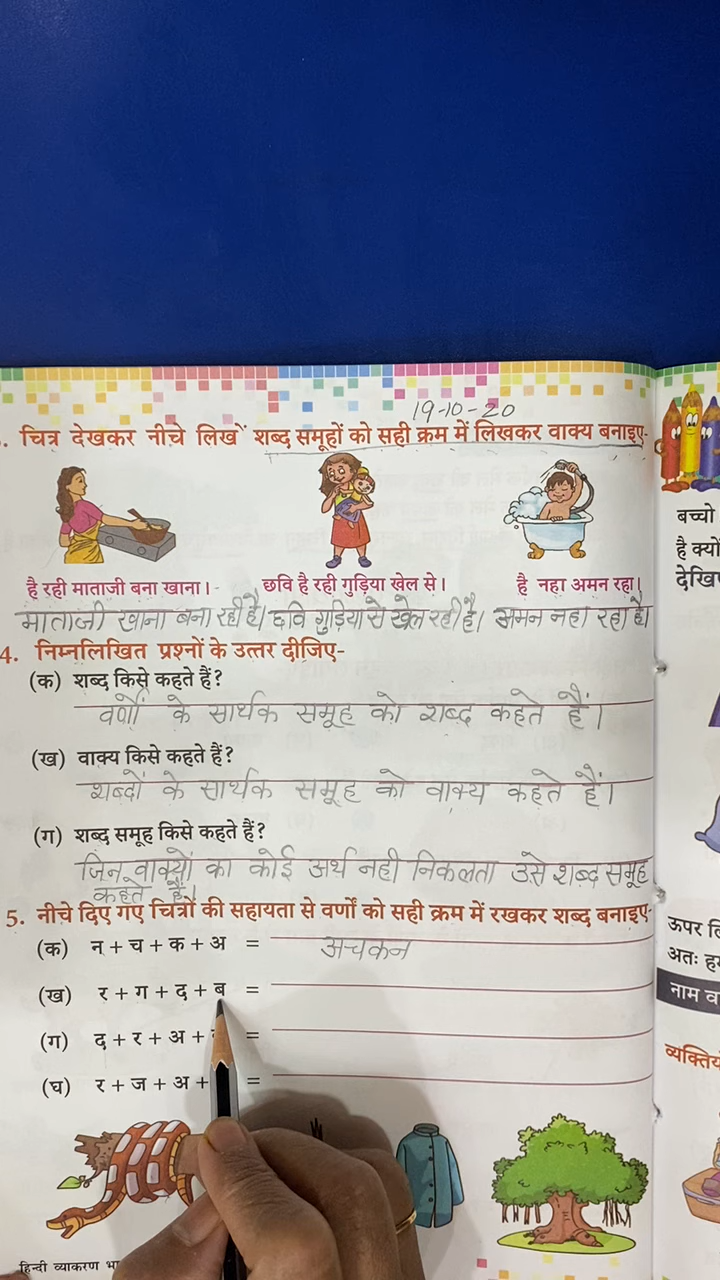 19-10-20
. चित्र देखकर नीचे लिखें शब्द समूहों को सही क्रम में लिखकर वाक्य बनाइए-
है रही माताजी बना खाना। छवि है रही गुड़िया खेल से। है नहा अमन रहा।
माताजी खाना बना रही है। छवि गुड़िया से खेल रही है। अमन नहा रहा है।
4. निम्नलिखित प्रश्नों के उत्तर दीजिए-
(क) शब्द किसे कहते हैं?
वर्णों के सार्थक समूह को शब्द कहते हैं।
(ख) वाक्य किसे कहते हैं?
शब्दों के सार्थक समूह को वाक्य कहते हैं।
(ग) शब्द समूह किसे कहते हैं?
जिन वाक्यों का कोई अर्थ नही निकलता उसे शब्द समूह
कहते हैं।
5. नीचे दिए गए चित्रों की सहायता से वर्णों को सही क्रम में रखकर शब्द बनाइए-
(क) न + च + क + अ = अचकन
(ख) र + ग + द + ब =
(ग) द + र + अ + =
(घ) र + ज + अ + =
हिन्दी व्याकरण
बच्चो
है क्यों
ऊपर
अतः
नाम